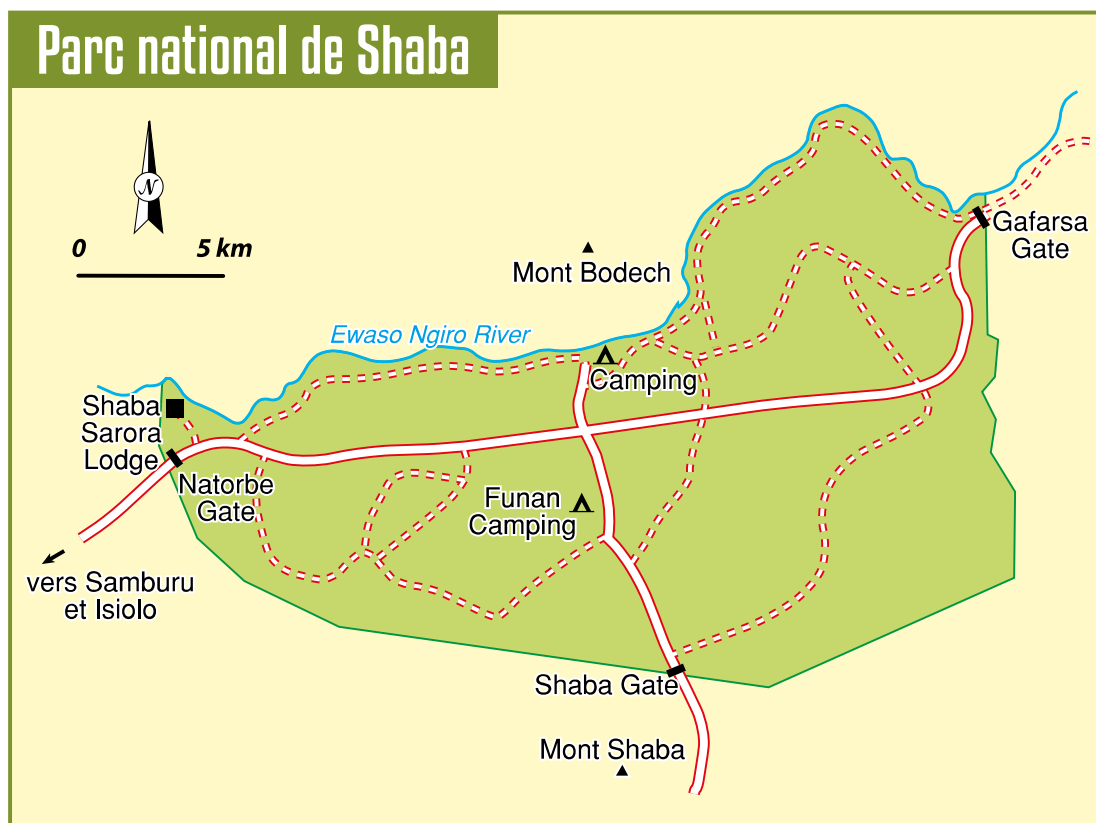 Parc national de Shaba
N
0 5 km
Gafarsa
Gate
Mont Bodech
Ewaso Ngiro River
Camping
Shaba
Sarora
Lodge
Natorbe
Gate
Funan
Camping
vers Samburu
et Isiolo
Shaba Gate
Mont Shaba